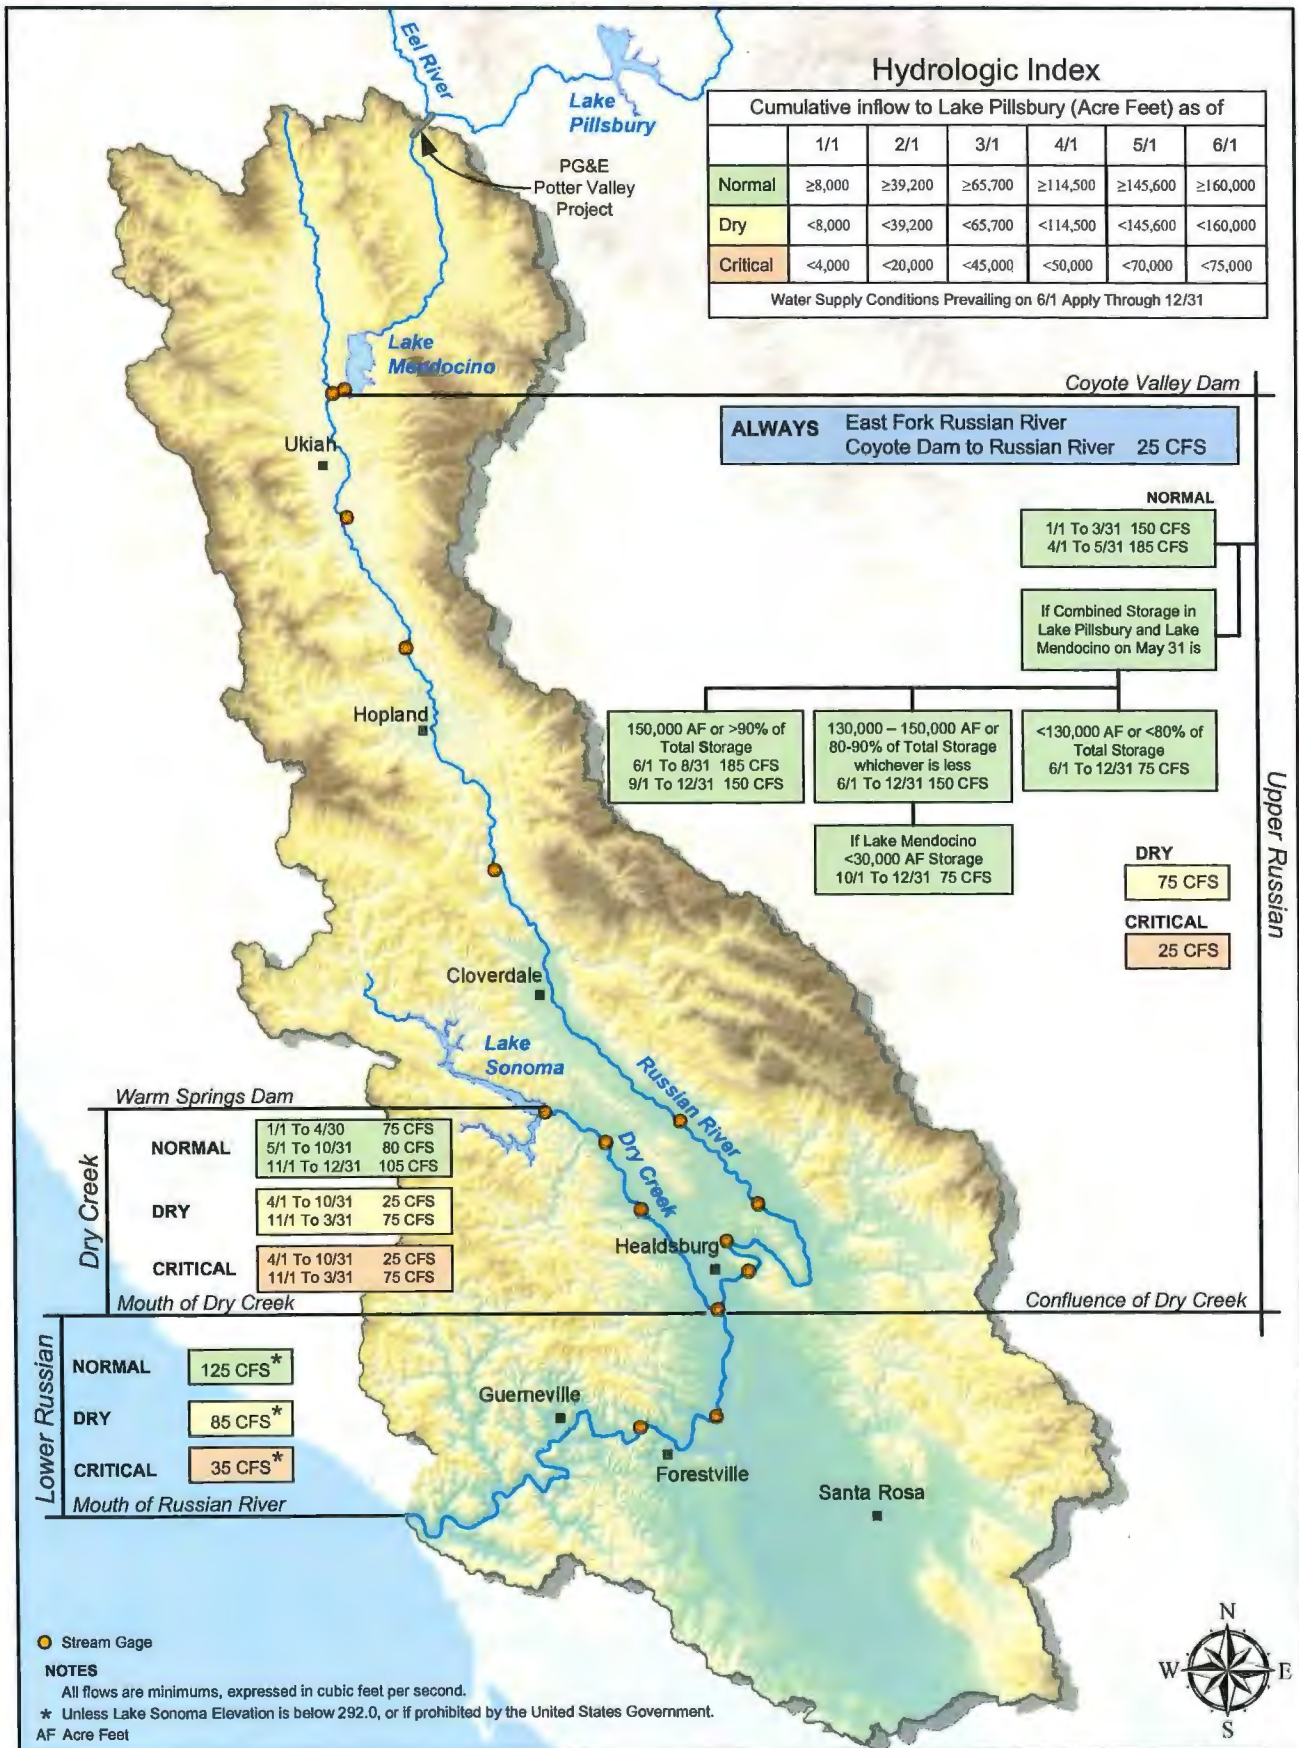 Eel River
Lake
Pillsbury
PG&E
Potter Valley
Project
Hydrologic Index
Cumulative inflow to Lake Pillsbury (Acre Feet) as of
1/1 2/1 3/1 4/1 5/1 6/1
Normal ≥8,000 ≥39,200 ≥65,700 ≥114,500 ≥145,600 ≥160,000
Dry <8,000 <39,200 <65,700 <114,500 <145,600 <160,000
Critical <4,000 <20,000 <45,000 <50,000 <70,000 <75,000
Water Supply Conditions Prevailing on 6/1 Apply Through 12/31
Lake
Mendocino
Coyote Valley Dam
ALWAYS East Fork Russian River
Coyote Dam to Russian River 25 CFS
Ukiah
NORMAL
1/1 To 3/31 150 CFS
4/1 To 5/31 185 CFS
If Combined Storage in
Lake Pillsbury and Lake
Mendocino on May 31 is
Hopland
150,000 AF or >90% of
Total Storage
6/1 To 8/31 185 CFS
9/1 To 12/31 150 CFS
130,000 – 150,000 AF or
80-90% of Total Storage
whichever is less
6/1 To 12/31 150 CFS
<130,000 AF or <80% of
Total Storage
6/1 To 12/31 75 CFS
If Lake Mendocino
<30,000 AF Storage
10/1 To 12/31 75 CFS
DRY
75 CFS
CRITICAL
25 CFS
Upper Russian
Cloverdale
Lake
Sonoma
Russian River
Dry Creek
Warm Springs Dam
Dry Creek
NORMAL
1/1 To 4/30 75 CFS
5/1 To 10/31 80 CFS
11/1 To 12/31 105 CFS
DRY
4/1 To 10/31 25 CFS
11/1 To 3/31 75 CFS
CRITICAL
4/1 To 10/31 25 CFS
11/1 To 3/31 75 CFS
Mouth of Dry Creek
Healdsburg
Confluence of Dry Creek
Lower Russian
NORMAL 125 CFS*
DRY 85 CFS*
CRITICAL 35 CFS*
Mouth of Russian River
Guerneville
Forestville
Santa Rosa
Stream Gage
NOTES
All flows are minimums, expressed in cubic feet per second.
* Unless Lake Sonoma Elevation is below 292.0, or if prohibited by the United States Government.
AF Acre Feet
N
W E
S